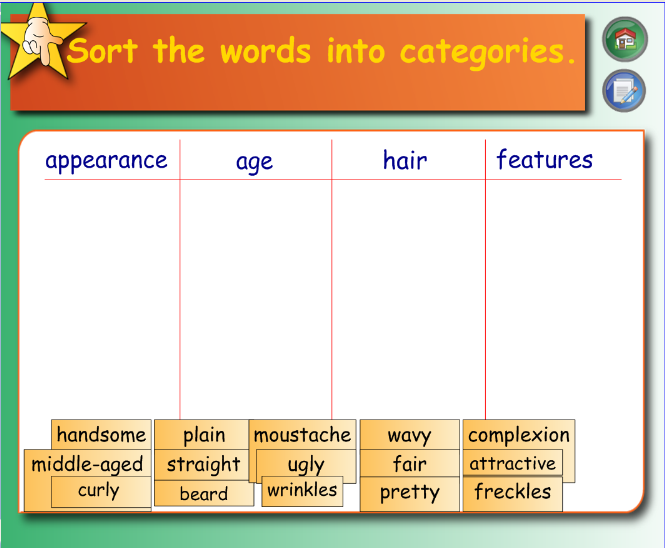 Sort the words into categories.
appearance age hair features
handsome plain moustache wavy complexion
middle-aged straight ugly fair attractive
curly beard wrinkles pretty freckles